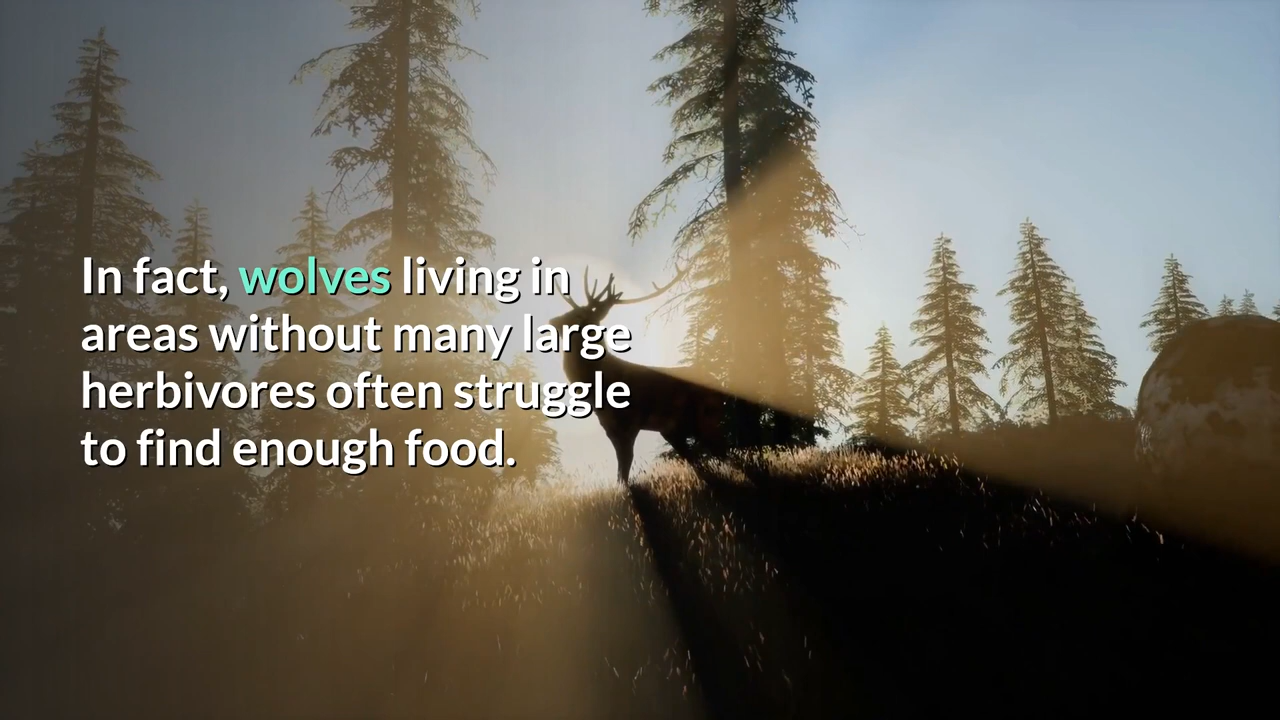 In fact, wolves living in
areas without many large
herbivores often struggle
to find enough food.